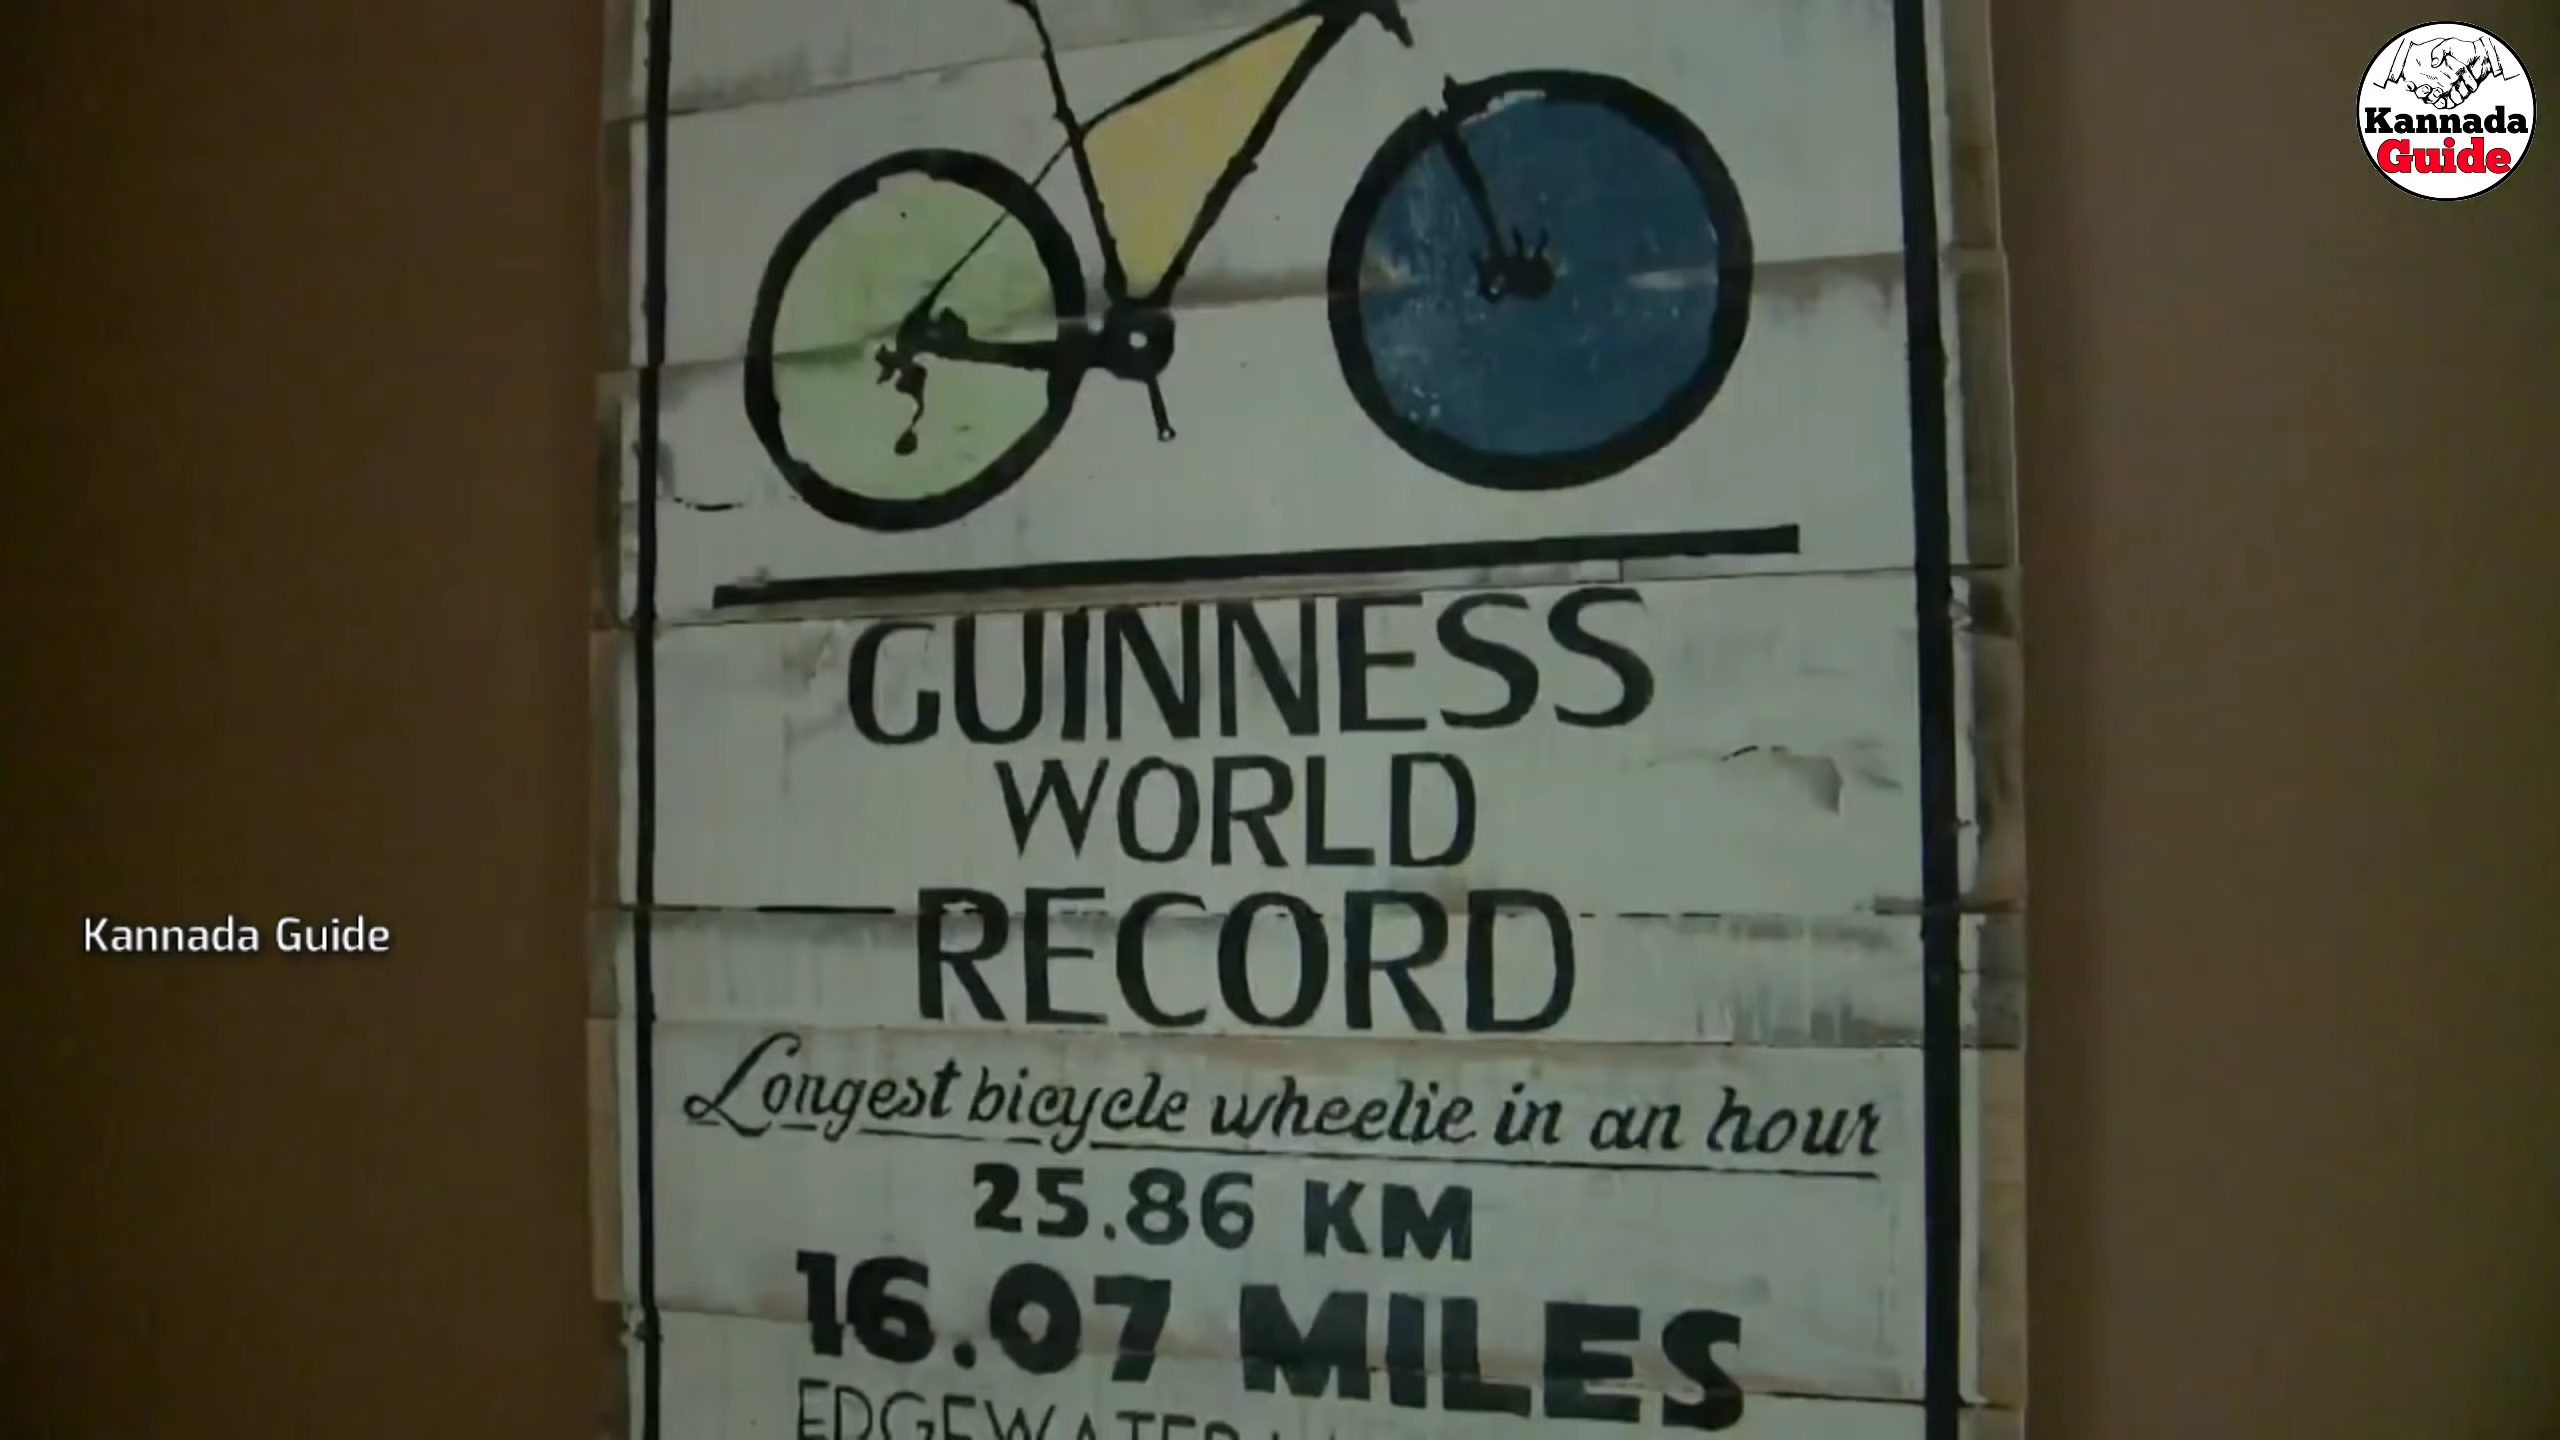 Kannada
Guide
GUINNESS
WORLD
RECORD
Kannada Guide
Longest bicycle wheelie in an hour
25.86 KM
16.07 MILES
EDGEWATER